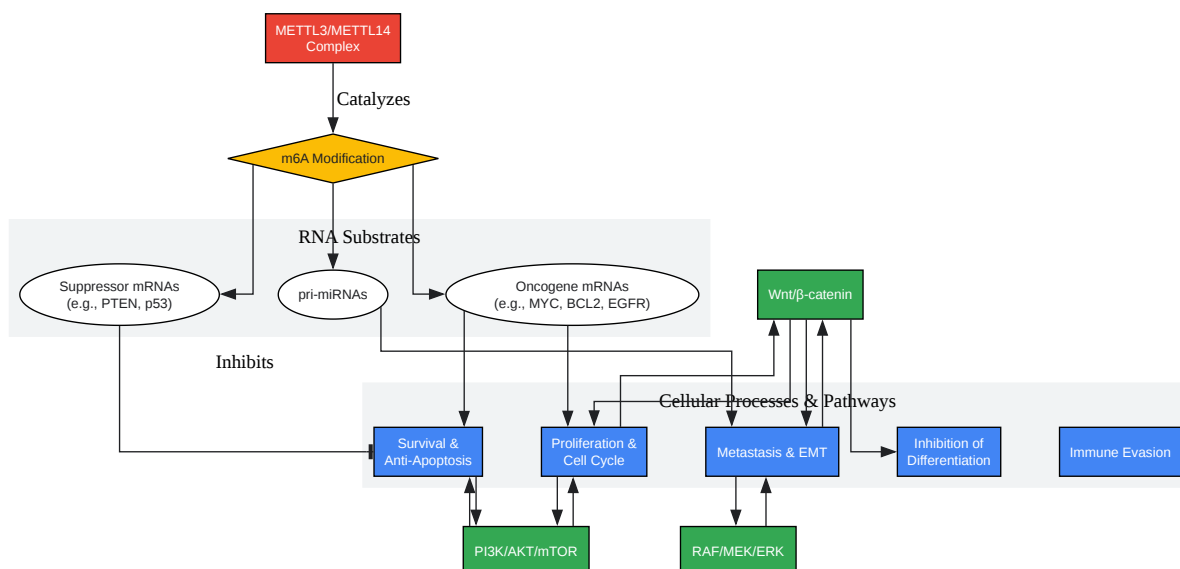 METTL3/METTL14
Complex
Catalyzes
m6A Modification
RNA Substrates
Suppressor mRNAs
(e.g., PTEN, p53)
pri-miRNAs
Oncogene mRNAs
(e.g., MYC, BCL2, EGFR)
Wnt/β-catenin
Inhibits
Cellular Processes & Pathways
Survival &
Anti-Apoptosis
Proliferation &
Cell Cycle
Metastasis & EMT
Inhibition of
Differentiation
Immune Evasion
PI3K/AKT/mTOR
RAF/MEK/ERK